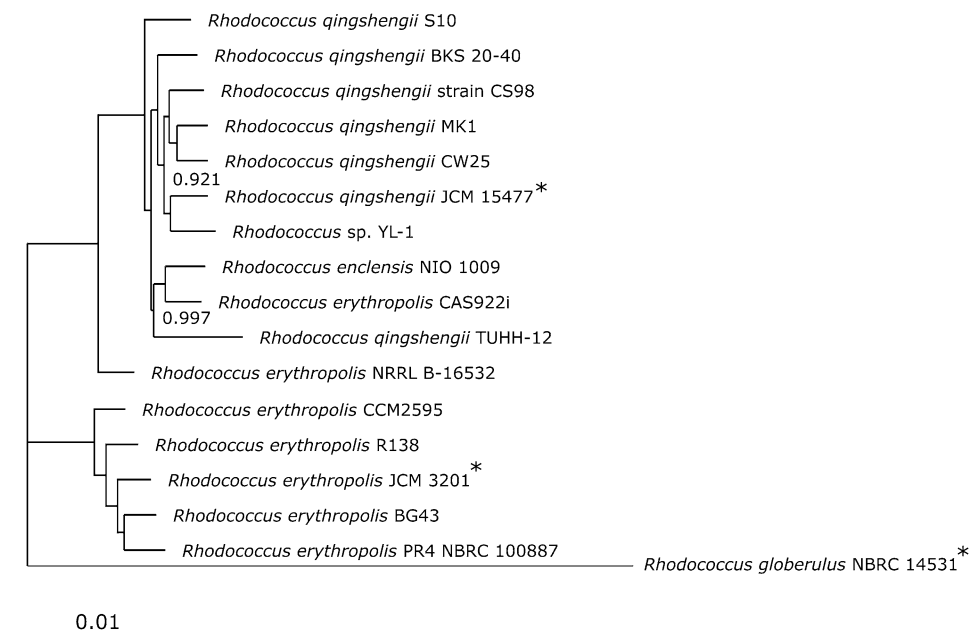 Rhodococcus qingshengii S10
Rhodococcus qingshengii BKS 20-40
Rhodococcus qingshengii strain CS98
Rhodococcus qingshengii MK1
Rhodococcus qingshengii CW25
0.921
Rhodococcus qingshengii JCM 15477*
Rhodococcus sp. YL-1
Rhodococcus enclensis NIO 1009
Rhodococcus erythropolis CAS922i
0.997
Rhodococcus qingshengii TUHH-12
Rhodococcus erythropolis NRRL B-16532
Rhodococcus erythropolis CCM2595
Rhodococcus erythropolis R138
Rhodococcus erythropolis JCM 3201*
Rhodococcus erythropolis BG43
Rhodococcus erythropolis PR4 NBRC 100887
Rhodococcus globerulus NBRC 14531*
0.01